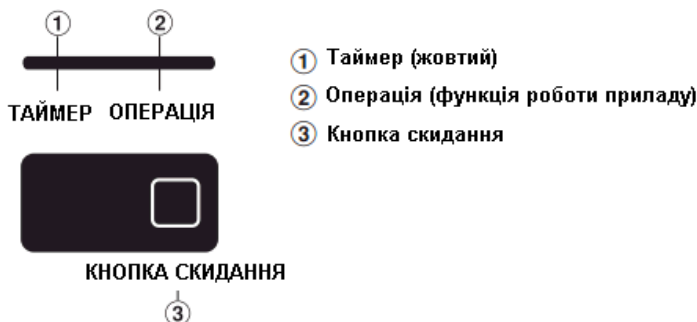 ① ②
ТАЙМЕР ОПЕРАЦІЯ
КНОПКА СКИДАННЯ
③
① Таймер (жовтий)
② Операція (функція роботи приладу)
③ Кнопка скидання